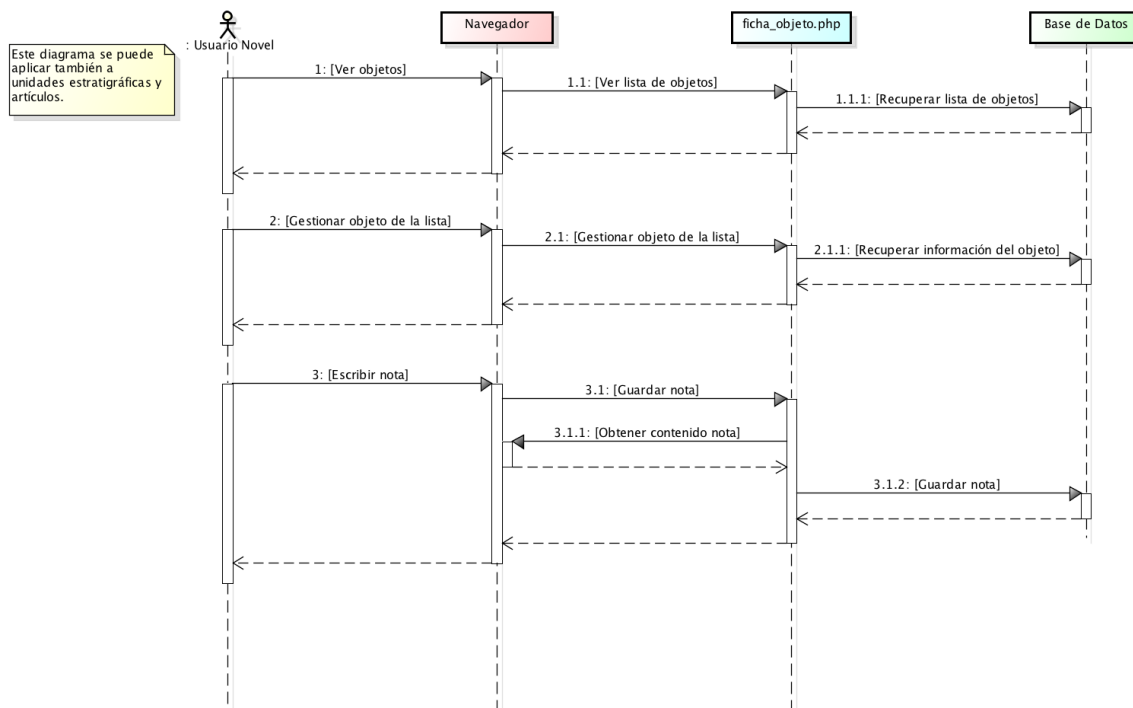 Navegador
ficha_objeto.php
Base de Datos
: Usuario Novel
Este diagrama se puede
aplicar también a
unidades estratigráficas y
artículos.
1: [Ver objetos]
1.1: [Ver lista de objetos]
1.1.1: [Recuperar lista de objetos]
2: [Gestionar objeto de la lista]
2.1: [Gestionar objeto de la lista]
2.1.1: [Recuperar información del objeto]
3: [Escribir nota]
3.1: [Guardar nota]
3.1.1: [Obtener contenido nota]
3.1.2: [Guardar nota]